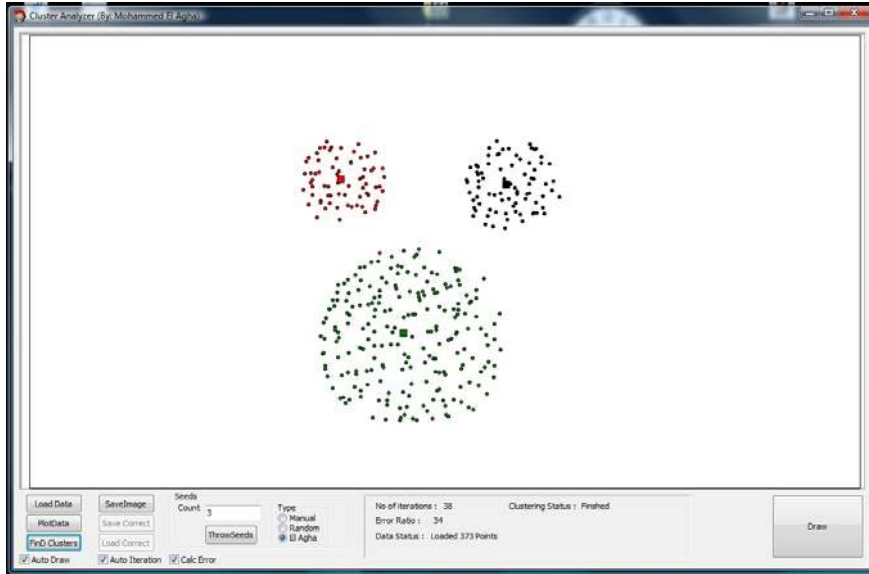 Cluster Analyzer (By: Mohammed El Agha)
Load Data
SaveImage
Seeds
Count 3
Type
Manual
Random
El Agha
No of iterations : 38
Clustering Status : Finshed
Draw
PlotData
Save Correct
ThrowSeeds
Error Ratio : 34
FinD Clusters
Load Correct
Data Status : Loaded 373 Points
Auto Draw
Auto Iteration
Calc Error